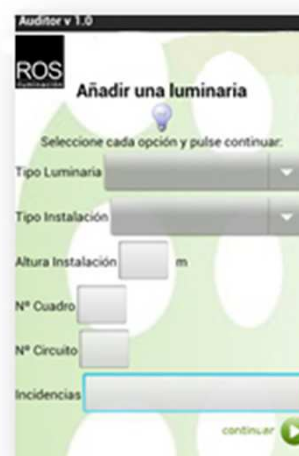 Auditor v 1.0
ROS
iluminación
Añadir una luminaria
Seleccione cada opción y pulse continuar:
Tipo Luminaria
Tipo Instalación
Altura Instalación m
Nº Cuadro
Nº Circuito
Incidencias
continuar